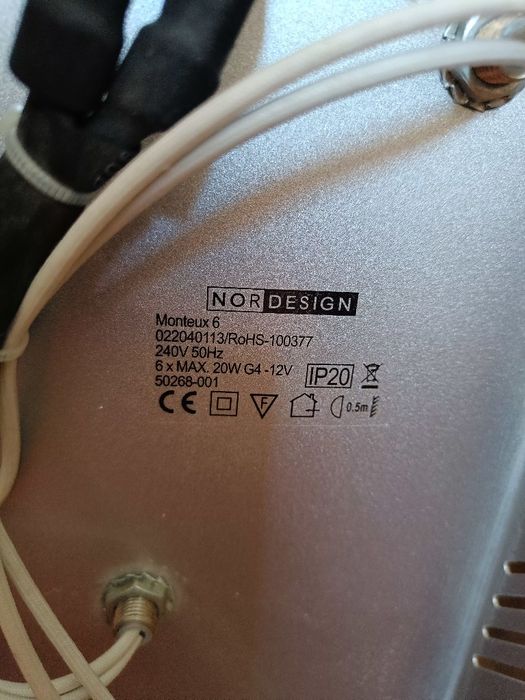 NORDESIGN
Monteux 6
022040113/RoHS-100377
240V 50Hz
6 x MAX. 20W G4 -12V IP20
50268-001
CE F 0.5m